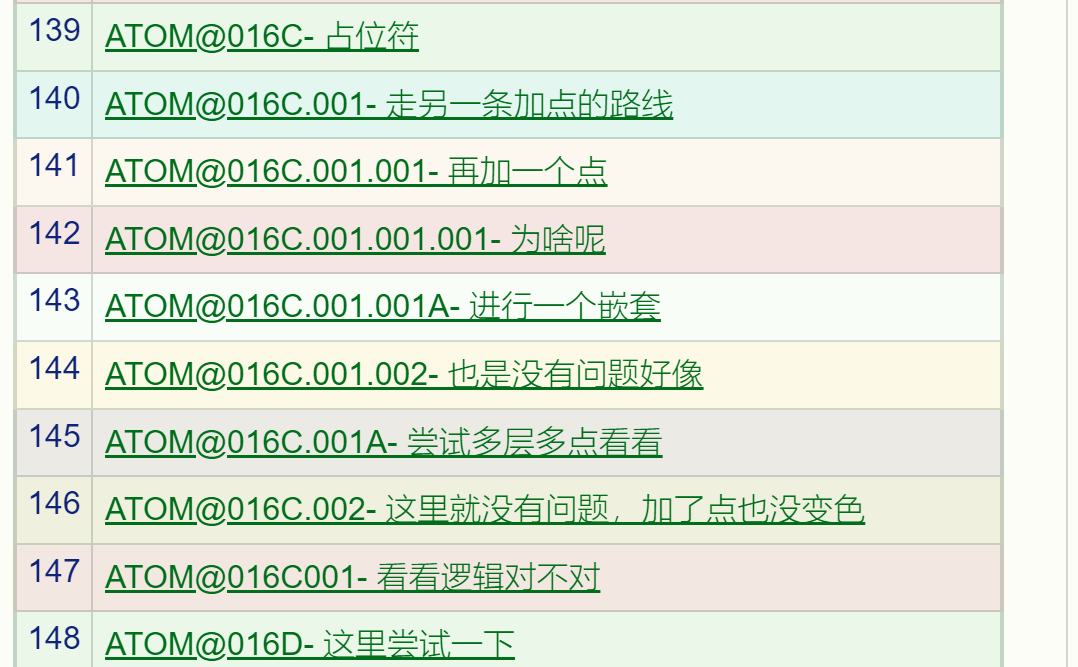 139 ATOM@016C- 占位符
140 ATOM@016C.001- 走另一条加点的路线
141 ATOM@016C.001.001- 再加一个点
142 ATOM@016C.001.001.001- 为啥呢
143 ATOM@016C.001.001A- 进行一个嵌套
144 ATOM@016C.001.002- 也是没有问题好像
145 ATOM@016C.001A- 尝试多层多点看看
146 ATOM@016C.002- 这里就没有问题，加了点也没变色
147 ATOM@016C001- 看看逻辑对不对
148 ATOM@016D- 这里尝试一下